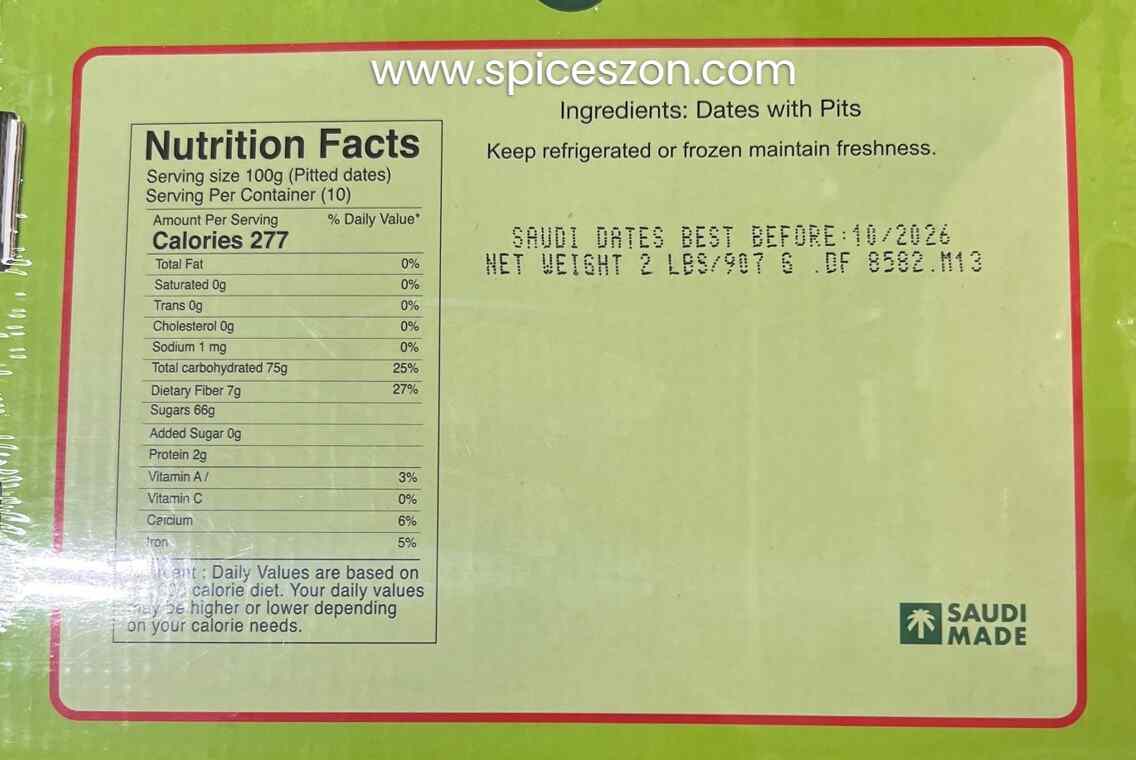 www.spiceszon.com
Ingredients: Dates with Pits
Keep refrigerated or frozen maintain freshness.
SAUDI DATES BEST BEFORE:10/2026
NET WEIGHT 2 LBS/907 G .DF 8582.M13
Nutrition Facts
Serving size 100g (Pitted dates)
Serving Per Container (10)
Amount Per Serving % Daily Value*
Calories 277
Total Fat 0%
Saturated 0g 0%
Trans 0g 0%
Cholesterol 0g 0%
Sodium 1 mg 0%
Total carbohydrated 75g 25%
Dietary Fiber 7g 27%
Sugars 66g
Added Sugar 0g
Protein 2g
Vitamin A / 3%
Vitamin C 0%
Calcium 6%
Iron 5%
: Daily Values are based on
calorie diet. Your daily values
may be higher or lower depending
on your calorie needs.
SAUDI
MADE